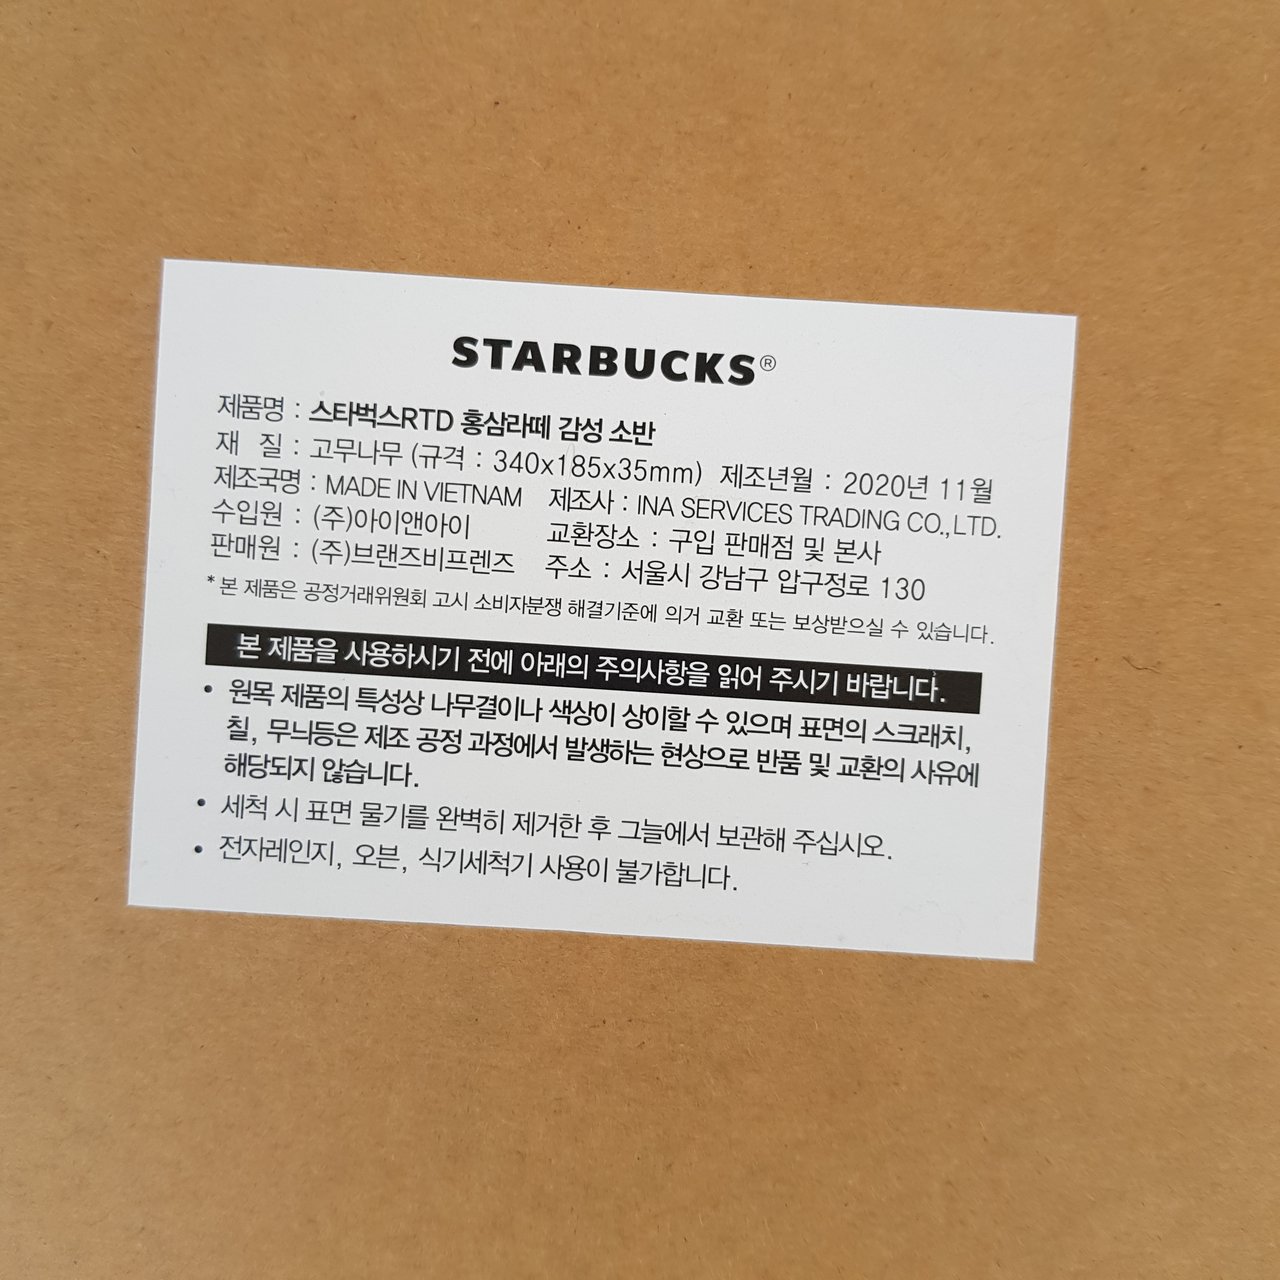 STARBUCKS®
제품명 : 스타벅스RTD 홍삼라떼 감성 소반
재 질 : 고무나무 (규격 : 340x185x35mm) 제조년월 : 2020년 11월
제조국명 : MADE IN VIETNAM 제조사 : INA SERVICES TRADING CO.,LTD.
수입원 : (주)아이앤아이 교환장소 : 구입 판매점 및 본사
판매원 : (주)브랜즈비프렌즈 주소 : 서울시 강남구 압구정로 130
* 본 제품은 공정거래위원회 고시 소비자분쟁 해결기준에 의거 교환 또는 보상받으실 수 있습니다.
본 제품을 사용하시기 전에 아래의 주의사항을 읽어 주시기 바랍니다.
• 원목 제품의 특성상 나무결이나 색상이 상이할 수 있으며 표면의 스크래치,
칠, 무늬등은 제조 공정 과정에서 발생하는 현상으로 반품 및 교환의 사유에
해당되지 않습니다.
• 세척 시 표면 물기를 완벽히 제거한 후 그늘에서 보관해 주십시오.
• 전자레인지, 오븐, 식기세척기 사용이 불가합니다.